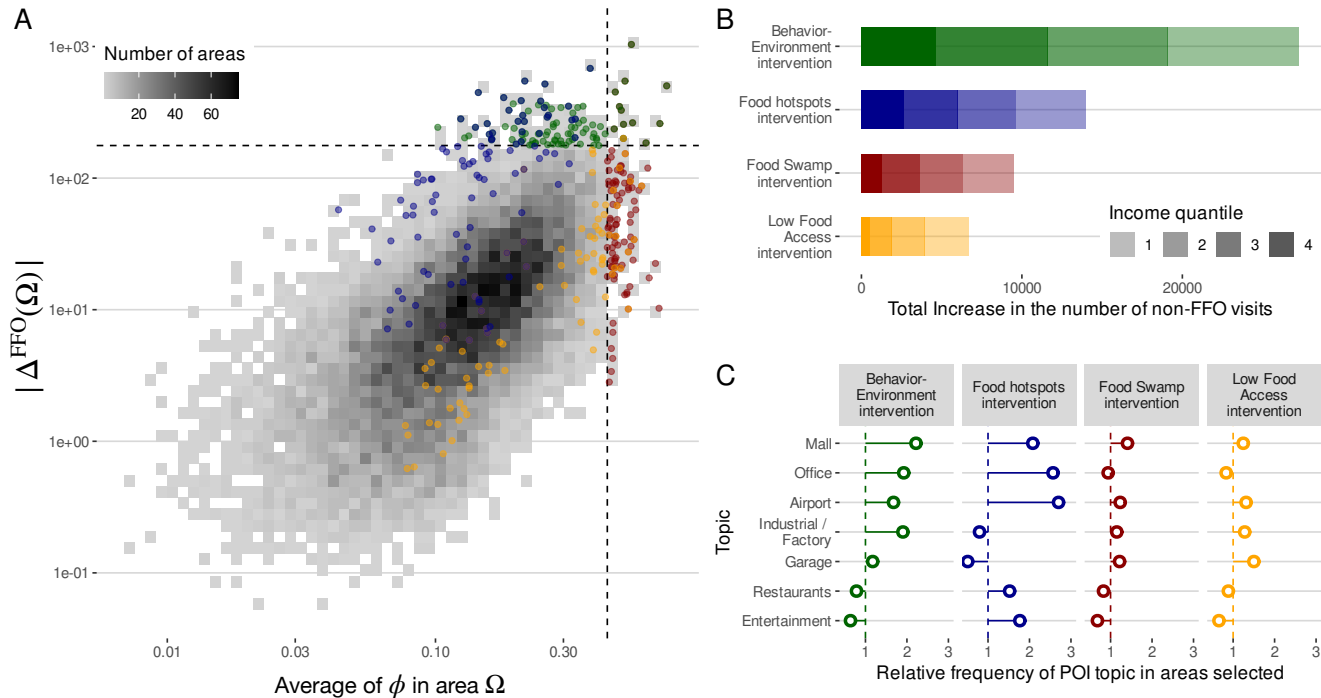 A
1e+03
1e+02
1e+01
1e+00
1e-01
| Δ^FFO(Ω) |
Number of areas
20 40 60
0.01 0.03 0.10 0.30
Average of ϕ in area Ω
B
Behavior-
Environment
intervention
Food hotspots
intervention
Food Swamp
intervention
Low Food
Access
intervention
Income quantile
1 2 3 4
0 10000 20000
Total Increase in the number of non-FFO visits
C
Behavior-
Environment
intervention
Food hotspots
intervention
Food Swamp
intervention
Low Food
Access
intervention
Topic
Mall
Office
Airport
Industrial /
Factory
Garage
Restaurants
Entertainment
1 2 3 1 2 3 1 2 3 1 2 3
Relative frequency of POI topic in areas selected